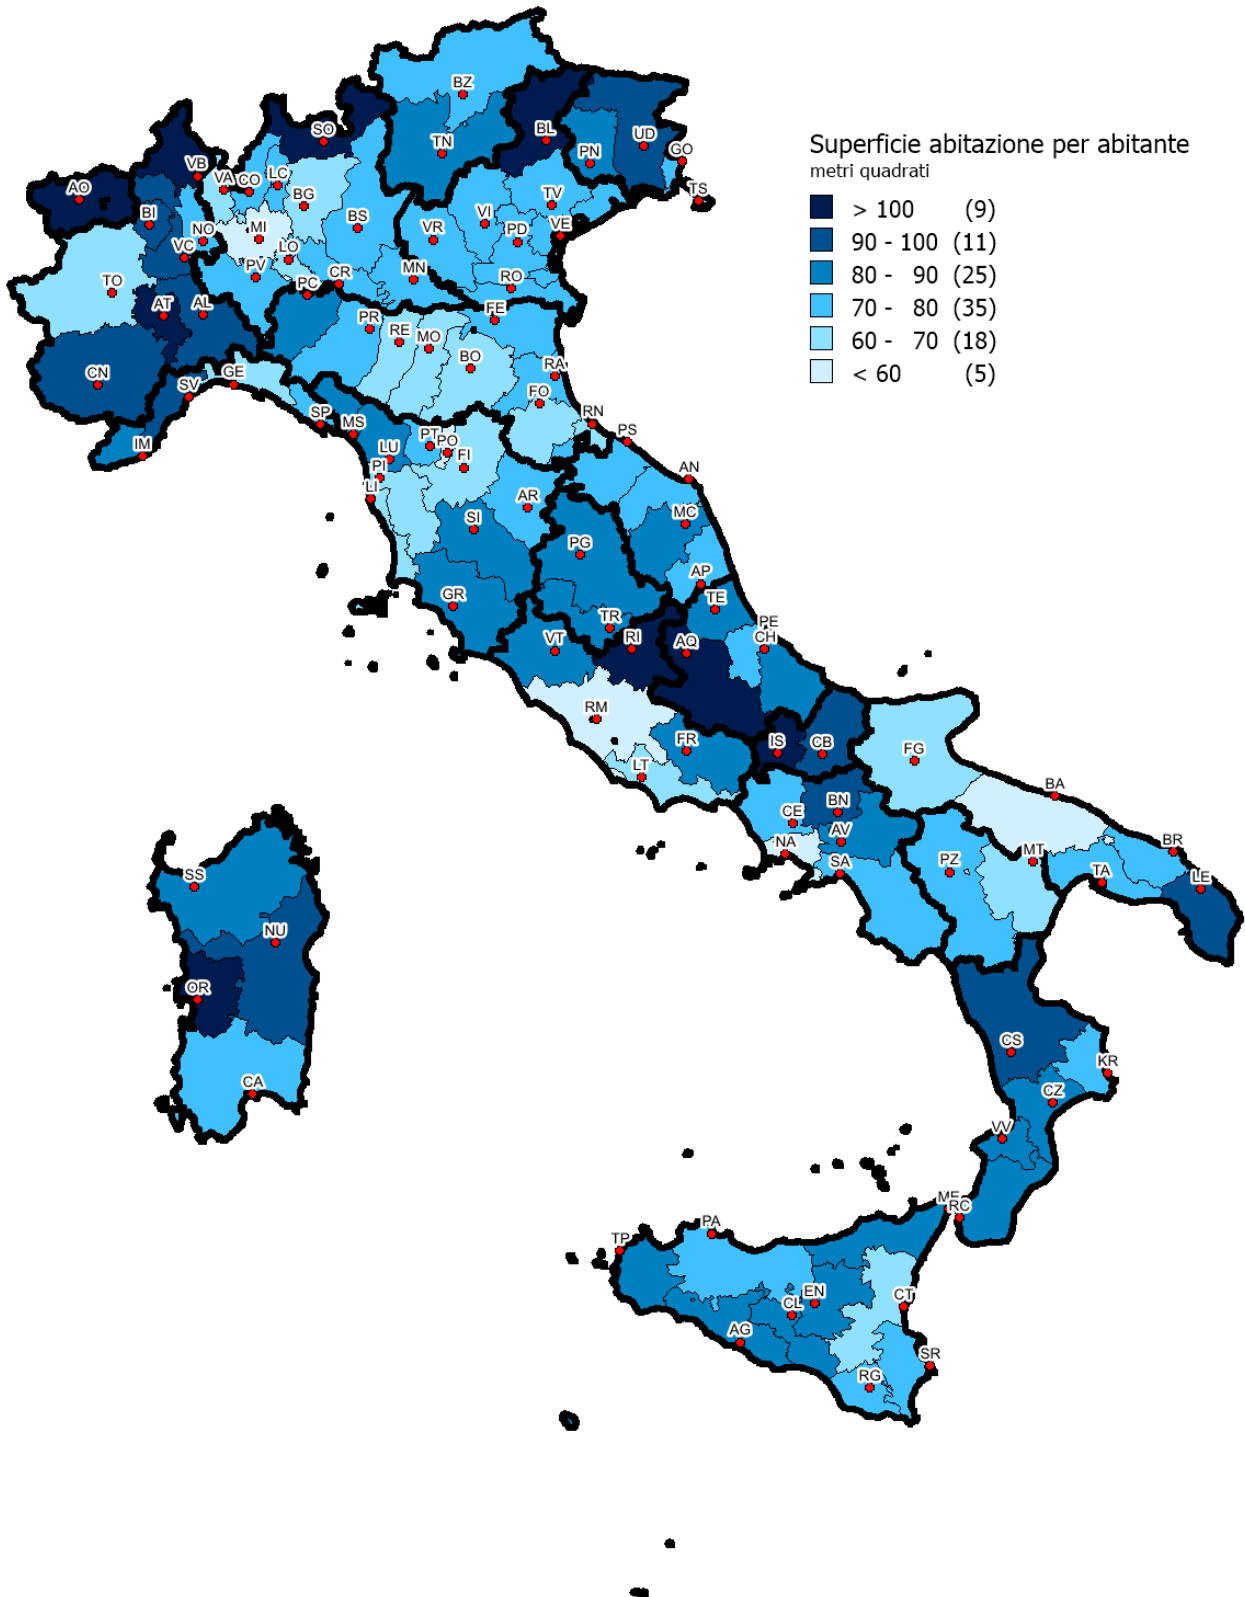 BZ
SO
BL
UD
TN
GO
PN
VB
LC
VA
CO
AO
TS
BG
TV
BI
BS
VI
NO
MI
VR
PD
VE
VC
LO
PV
MN
TO
CR
RO
PC
AT
AL
FE
PR
RE
MO
BO
RA
CN
GE
SV
FO
SP
MS
RN
PS
PT
PO
IM
LU
FI
PI
AN
LI
AR
SI
MC
PG
AP
GR
TE
TR
PE
VT
RI
AQ
CH
RM
FR
IS
CB
FG
LT
BA
BN
CE
AV
NA
SA
PZ
MT
BR
TA
LE
SS
NU
OR
CS
KR
CA
CZ
VV
ME
RC
PA
TP
EN
CL
CT
AG
SR
RG
Superficie abitazione per abitante
metri quadrati
> 100 (9)
90 - 100 (11)
80 - 90 (25)
70 - 80 (35)
60 - 70 (18)
< 60 (5)